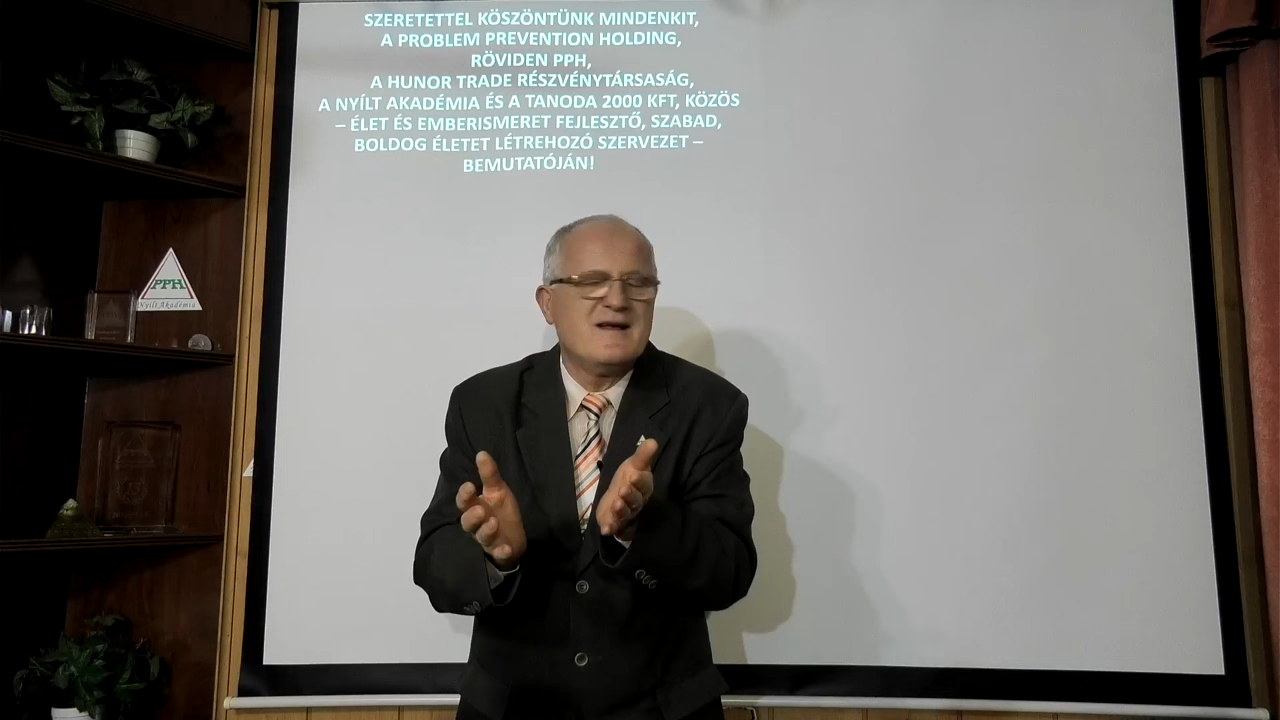 SZERETETTEL KÖSZÖNTÜNK MINDENKIT,
A PROBLEM PREVENTION HOLDING,
RÖVIDEN PPH,
A HUNOR TRADE RÉSZVÉNYTÁRSASÁG,
A NYÍLT AKADÉMIA ÉS A TANODA 2000 KFT, KÖZÖS
– ÉLET ÉS EMBERISMERET FEJLESZTŐ, SZABAD,
BOLDOG ÉLETET LÉTREHOZÓ SZERVEZET –
BEMUTATÓJÁN!
PPH
Nyílt Akadémia